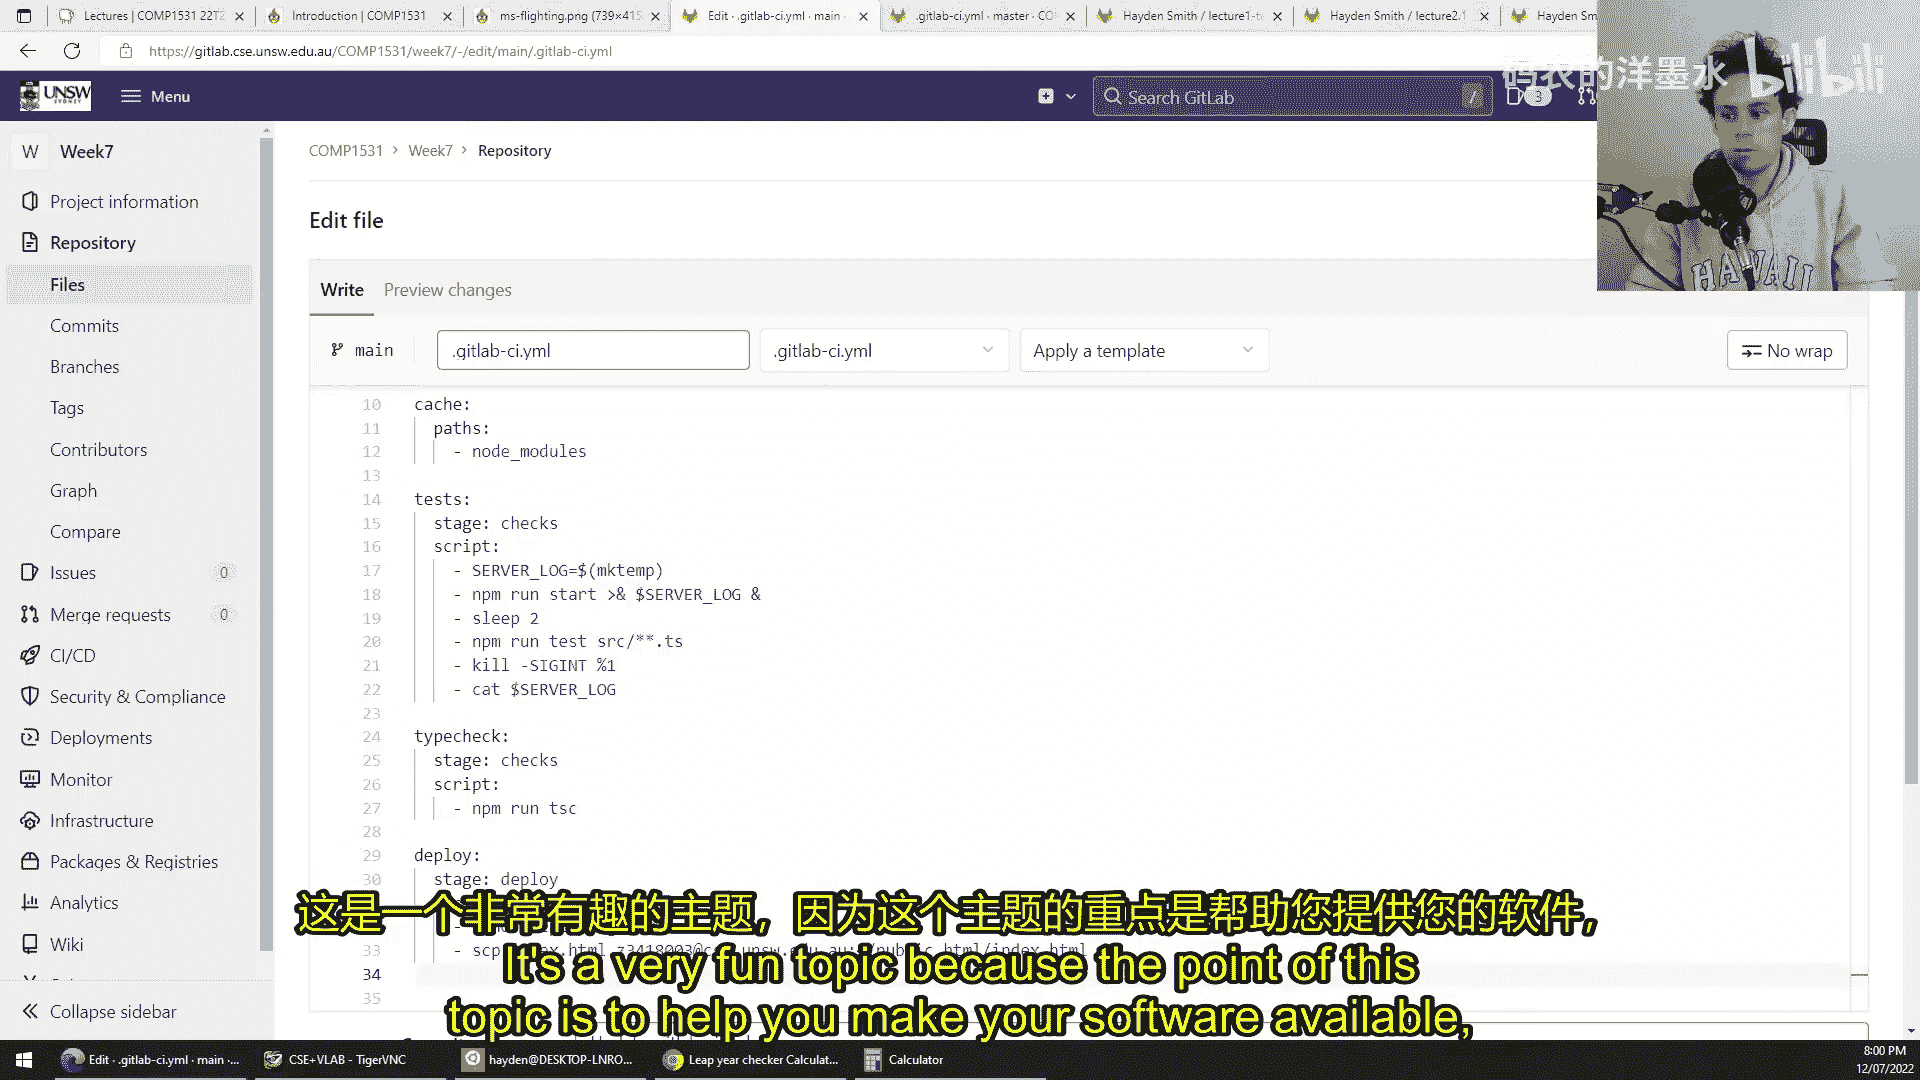 Lectures | COMP1531 22T2
Introduction | COMP1531
ms-flighting.png (739×415
Edit · .gitlab-ci.yml · main ·
.gitlab-ci.yml · master · CO
Hayden Smith / lecture1-t
Hayden Smith / lecture2.1
Hayden Sm
https://gitlab.cse.unsw.edu.au/COMP1531/week7/-/edit/main/.gitlab-ci.yml
码农的洋墨水 bilibili
UNSW
SYDNEY
Menu
Search GitLab
/
3
W Week7
COMP1531 > Week7 > Repository
Project information
Edit file
Repository
Files
Write
Preview changes
Commits
main
.gitlab-ci.yml
.gitlab-ci.yml
Apply a template
No wrap
Branches
Tags
Contributors
Graph
Compare
Issues 0
Merge requests 0
CI/CD
Security & Compliance
Deployments
Monitor
Infrastructure
Packages & Registries
Analytics
Wiki
Collapse sidebar
10 cache:
11 paths:
12 - node_modules
13
14 tests:
15 stage: checks
16 script:
17 - SERVER_LOG=$(mktemp)
18 - npm run start >& $SERVER_LOG &
19 - sleep 2
20 - npm run test src/**.ts
21 - kill -SIGINT %1
22 - cat $SERVER_LOG
23
24 typecheck:
25 stage: checks
26 script:
27 - npm run tsc
28
29 deploy:
30 stage: deploy
33 - scp
34
35
这是一个非常有趣的主题，因为这个主题的重点是帮助您提供您的软件，
It's a very fun topic because the point of this
topic is to help you make your software available,
HAWAII
Edit · .gitlab-ci.yml · main ·...
CSE+VLAB - TigerVNC
hayden@DESKTOP-LNRO...
Leap year checker Calculat...
Calculator
8:00 PM
12/07/2022